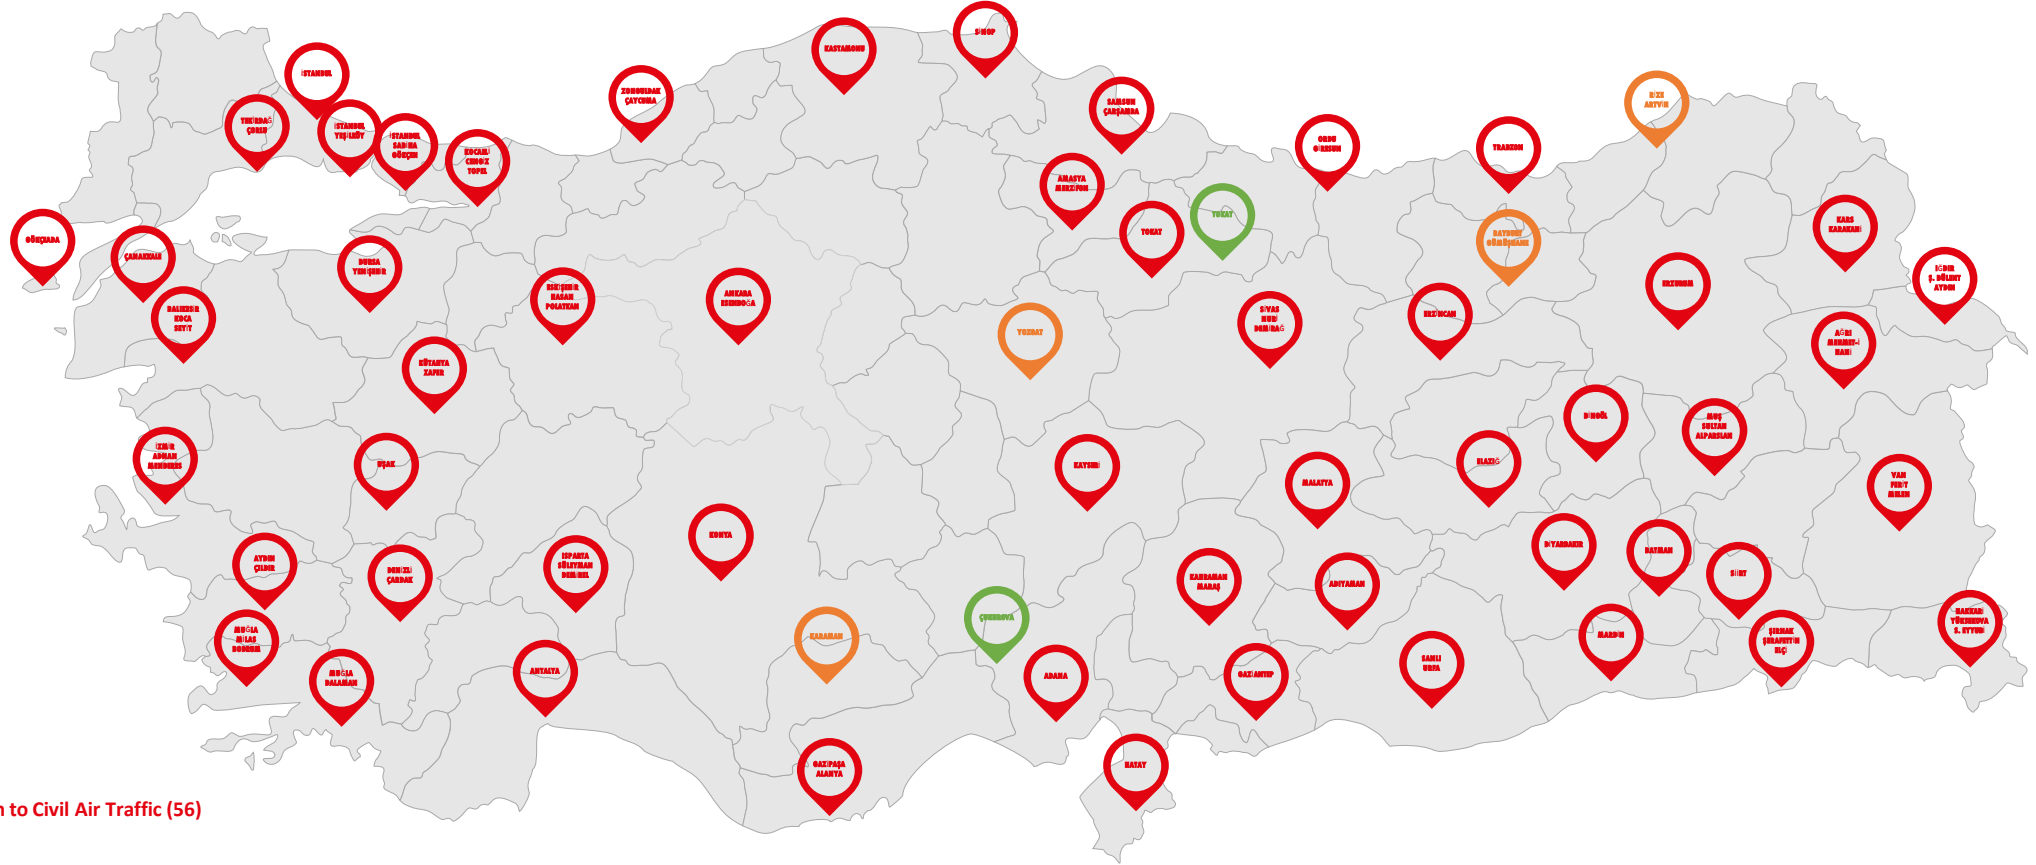 SİNOP
KASTAMONU
İSTANBUL
ZONGULDAK
ÇAYCUMA
RİZE
ARTVİN
SAMSUN
ÇARŞAMBA
TEKİRDAĞ
ÇORLU
İSTANBUL
YEŞİLKÖY
İSTANBUL
SABİHA
GÖKÇEN
KOCAELİ
CENGİZ
TOPEL
ORDU
GİRESUN
TRABZON
AMASYA
MERZİFON
TOKAT
TOKAT
BAYBURT
GÜMÜŞHANE
KARS
KARAKANİ
GÖKÇEADA
ÇANAKKALE
BURSA
YENİŞEHİR
ESKİŞEHİR
HASAN
POLATKAN
ANKARA
ESENBOĞA
ERZURUM
IĞDIR
Ş. BÜLENT
AYDIN
BALIKESİR
KOCA
SEYİT
YOZGAT
SİVAS
NURİ
DEMİRAĞ
ERZİNCAN
AĞRI
AHMET-İ
HANİ
KÜTAHYA
ZAFER
BİNGÖL
MUŞ
SULTAN
ALPARSLAN
İZMİR
ADNAN
MENDERES
UŞAK
KAYSERİ
MALATYA
ELAZIĞ
VAN
FERİT
MELEN
KONYA
DİYARBAKIR
BATMAN
SİİRT
AYDIN
ÇILDIR
DENİZLİ
ÇARDAK
ISPARTA
SÜLEYMAN
DEMİREL
KAHRAMAN
MARAŞ
ADIYAMAN
MUĞLA
MİLAS
BODRUM
KARAMAN
ÇUKUROVA
MARDİN
ŞIRNAK
ŞERAFETTİN
ELÇİ
HAKKARİ
YÜKSEKOVA
S. EYYUBİ
MUĞLA
DALAMAN
ANTALYA
ADANA
GAZİANTEP
ŞANLI
URFA
GAZİPAŞA
ALANYA
HATAY
n to Civil Air Traffic (56)